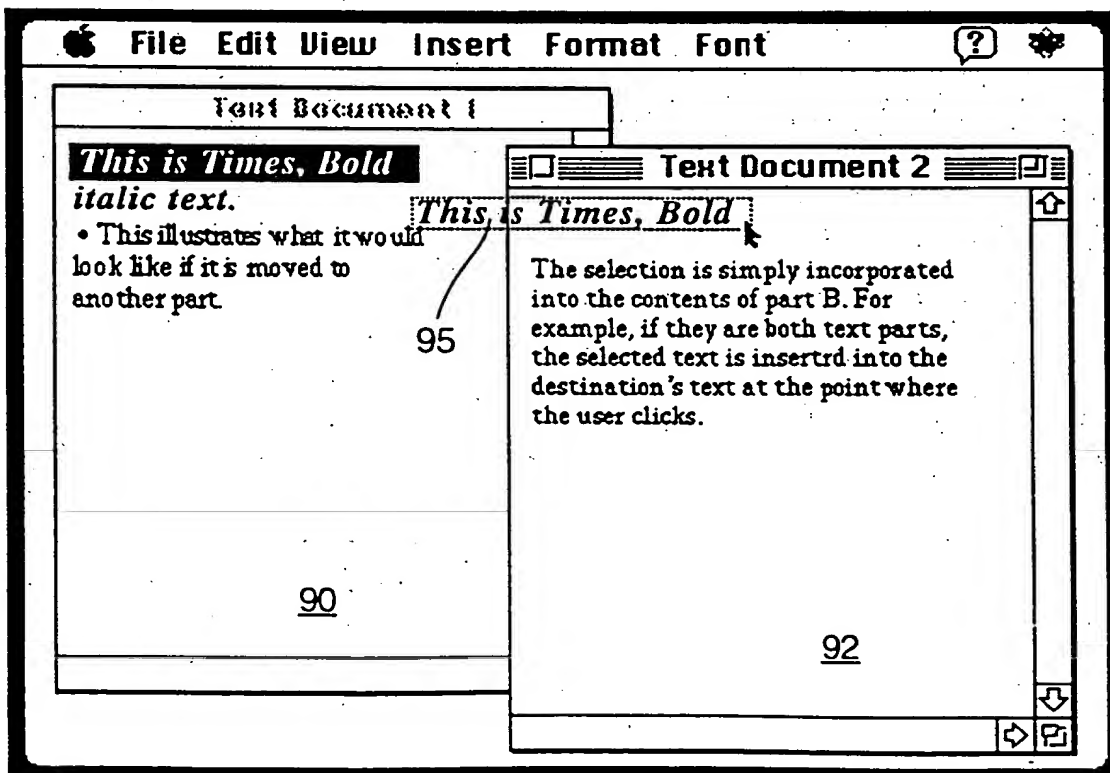 File Edit View Insert Format Font ?
Text Document 1
This is Times, Bold
italic text.
• This illustrates what it would
look like if it is moved to
another part.
90
Text Document 2
This is Times, Bold
95
The selection is simply incorporated
into the contents of part B. For
example, if they are both text parts,
the selected text is insertrd into the
destination's text at the point where
the user clicks.
92